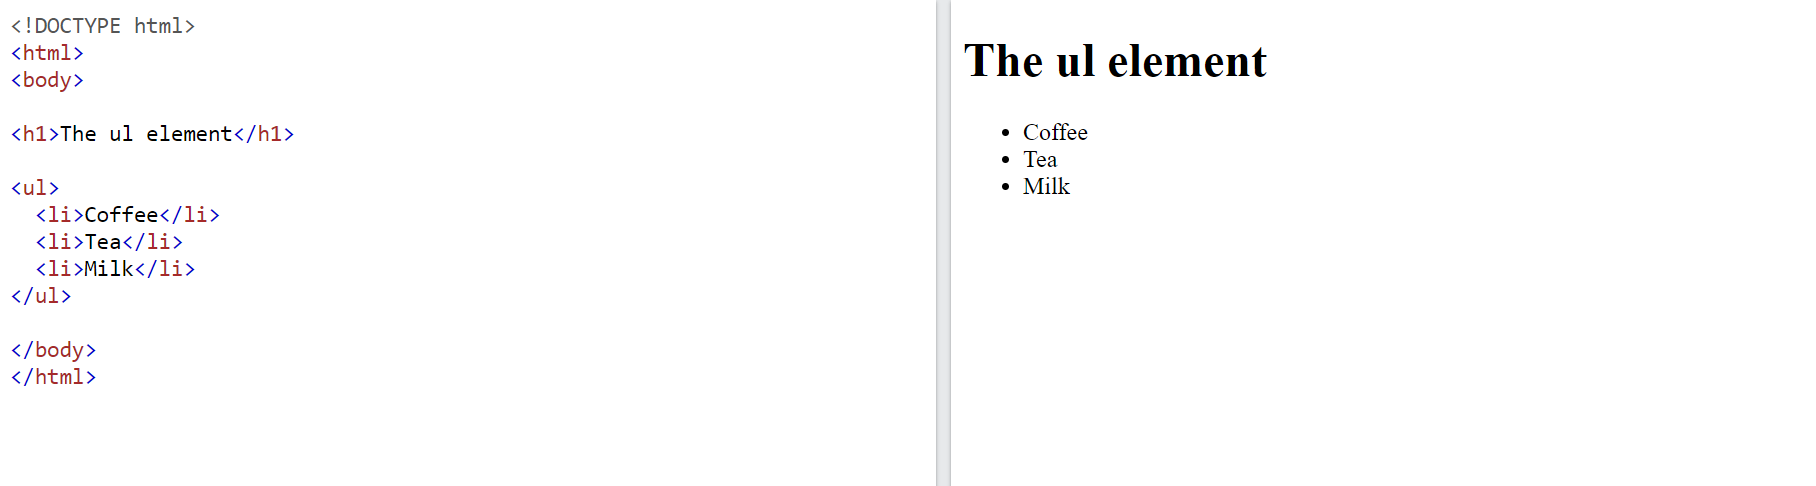 <!DOCTYPE html>
<html>
<body>
<h1>The ul element</h1>
<ul>
<li>Coffee</li>
<li>Tea</li>
<li>Milk</li>
</ul>
</body>
</html>
The ul element
• Coffee
• Tea
• Milk